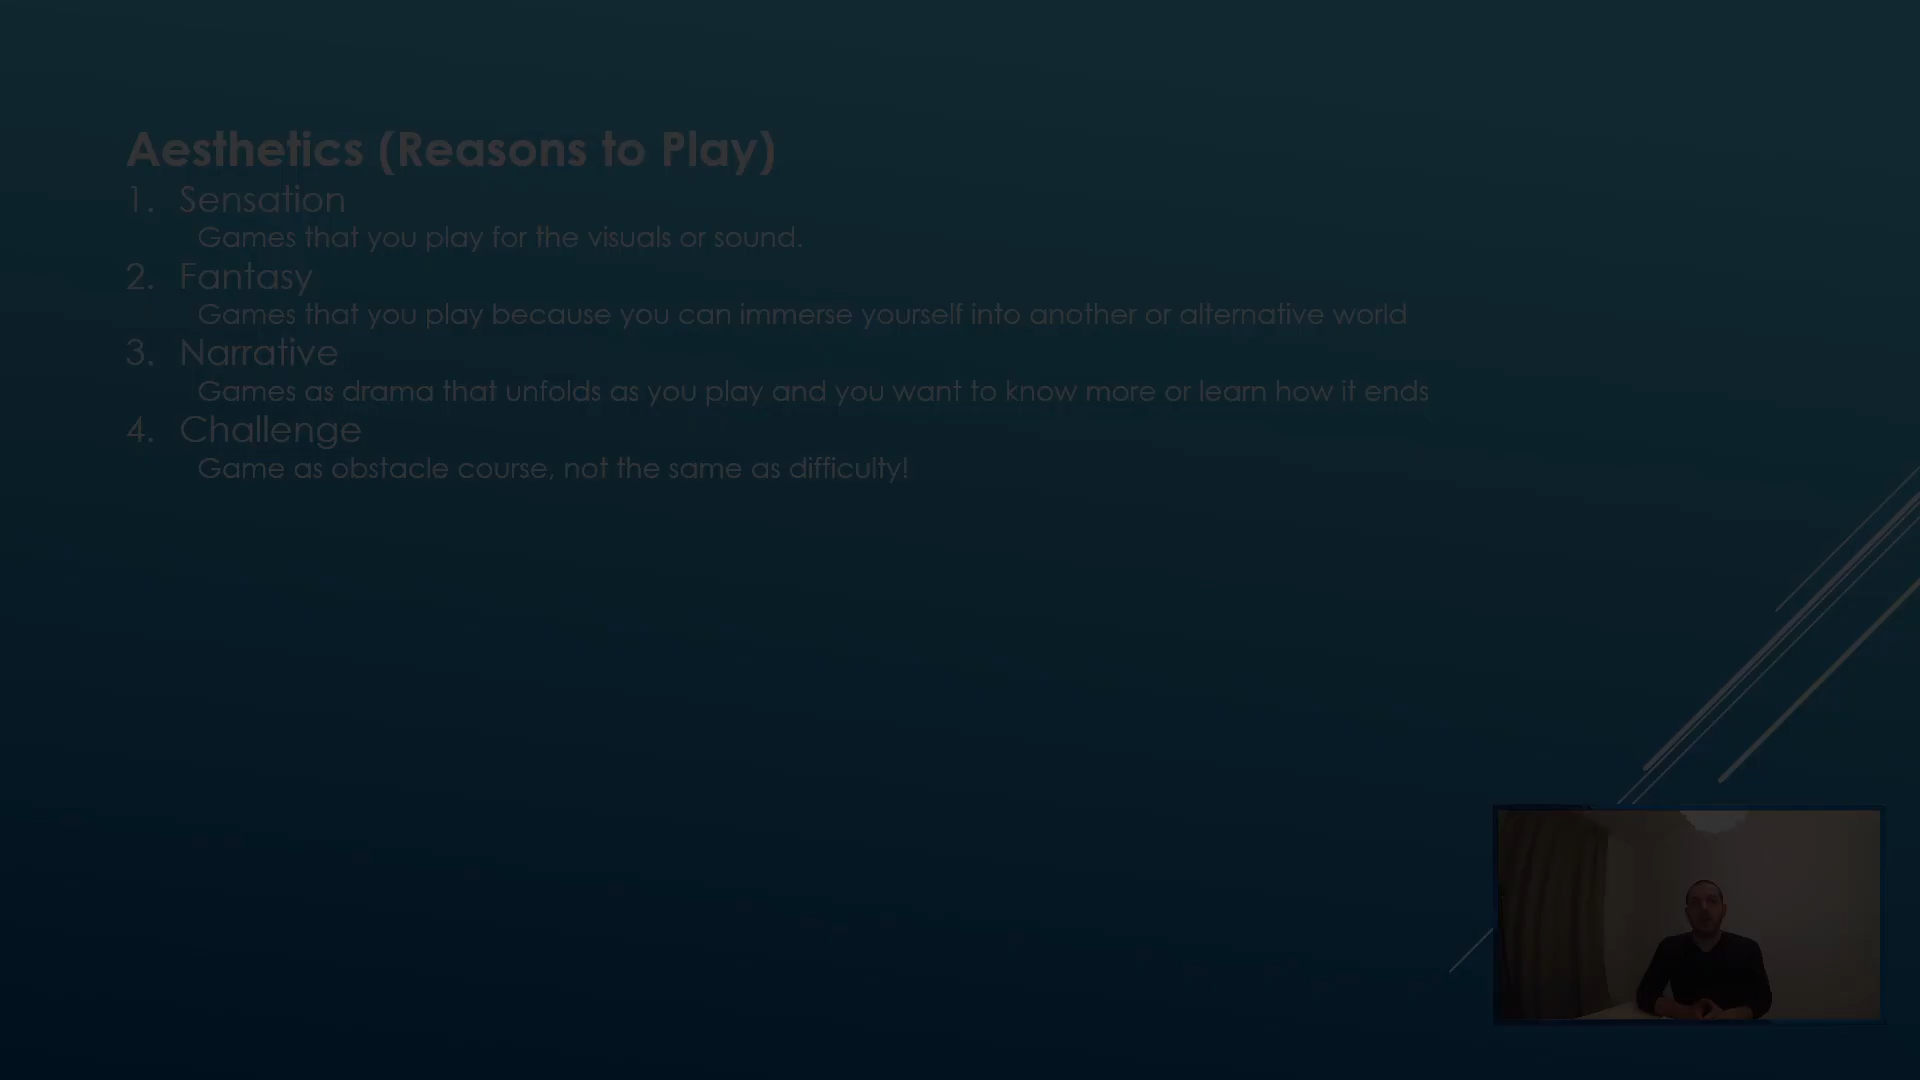 Aesthetics (Reasons to Play)
1. Sensation
Games that you play for the visuals or sound.
2. Fantasy
Games that you play because you can immerse yourself into another or alternative world
3. Narrative
Games as drama that unfolds as you play and you want to know more or learn how it ends
4. Challenge
Game as obstacle course, not the same as difficulty!